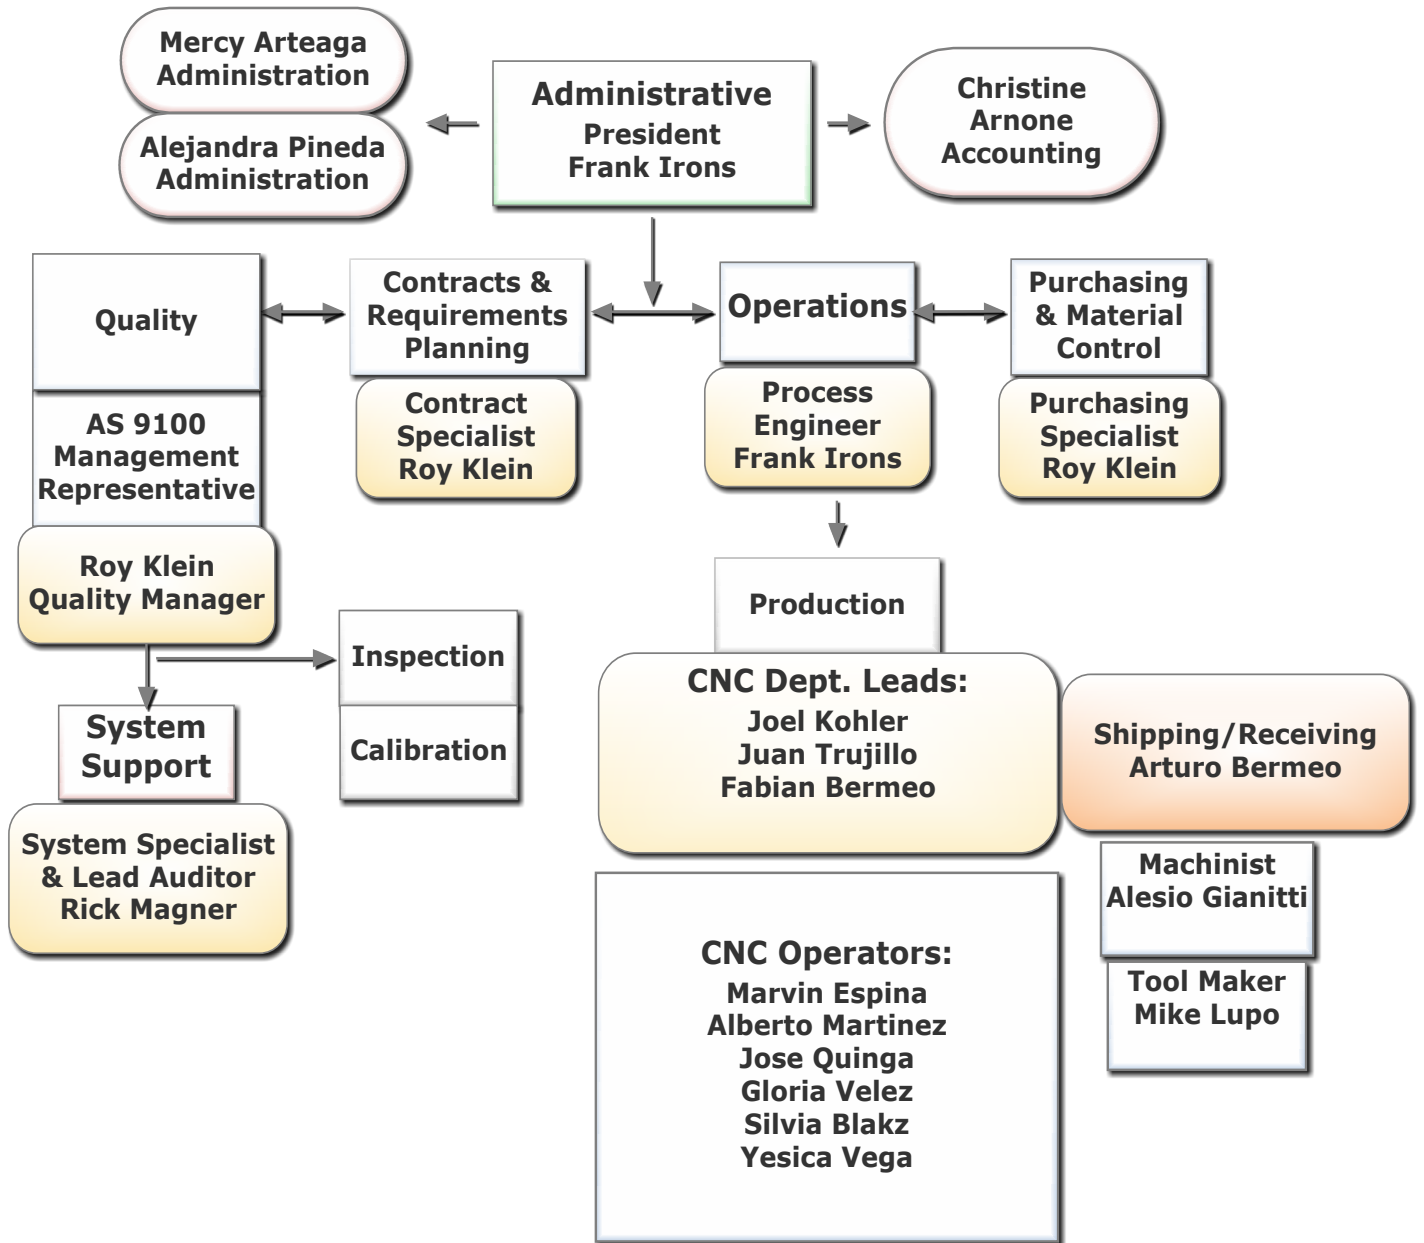 Mercy Arteaga
Administration
Alejandra Pineda
Administration
Administrative
President
Frank Irons
Christine
Arnone
Accounting
Quality
AS 9100
Management
Representative
Roy Klein
Quality Manager
Contracts &
Requirements
Planning
Contract
Specialist
Roy Klein
Operations
Process
Engineer
Frank Irons
Purchasing
& Material
Control
Purchasing
Specialist
Roy Klein
Inspection
Calibration
System
Support
System Specialist
& Lead Auditor
Rick Magner
Production
CNC Dept. Leads:
Joel Kohler
Juan Trujillo
Fabian Bermeo
Shipping/Receiving
Arturo Bermeo
Machinist
Alesio Gianitti
Tool Maker
Mike Lupo
CNC Operators:
Marvin Espina
Alberto Martinez
Jose Quinga
Gloria Velez
Silvia Blakz
Yesica Vega